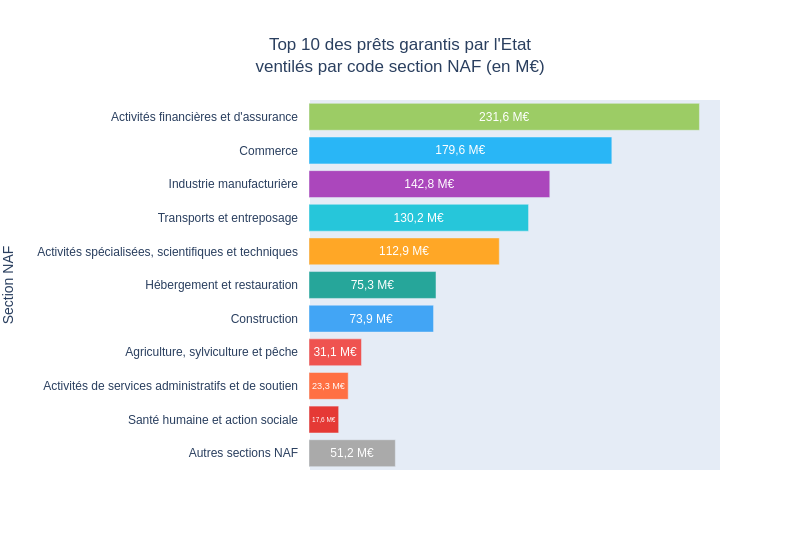 Top 10 des prêts garantis par l'Etat
ventilés par code section NAF (en M€)
Section NAF
Activités financières et d'assurance 231,6 M€
Commerce 179,6 M€
Industrie manufacturière 142,8 M€
Transports et entreposage 130,2 M€
Activités spécialisées, scientifiques et techniques 112,9 M€
Hébergement et restauration 75,3 M€
Construction 73,9 M€
Agriculture, sylviculture et pêche 31,1 M€
Activités de services administratifs et de soutien 23,3 M€
Santé humaine et action sociale 17,6 M€
Autres sections NAF 51,2 M€